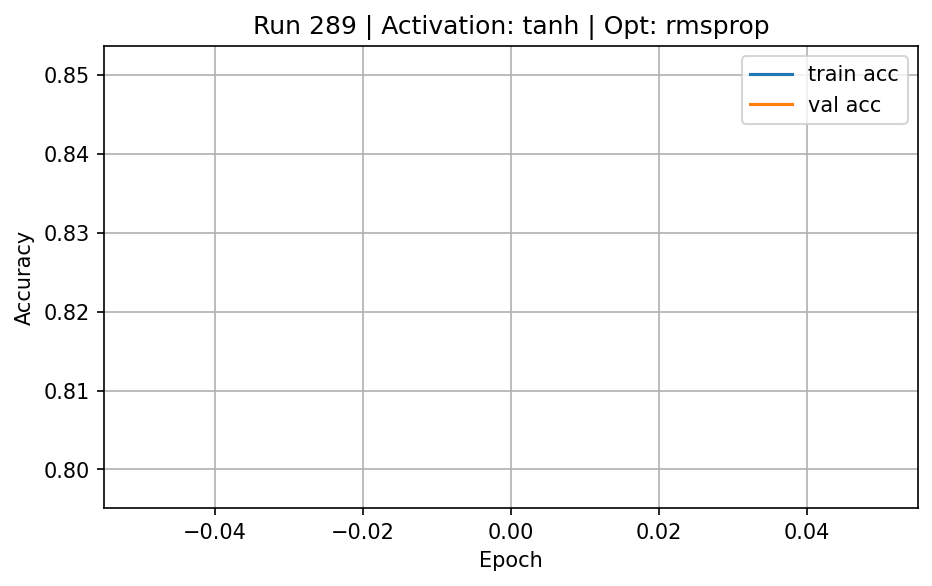 Run 289 | Activation: tanh | Opt: rmsprop
train acc
val acc
Accuracy
0.85
0.84
0.83
0.82
0.81
0.80
−0.04
−0.02
0.00
0.02
0.04
Epoch